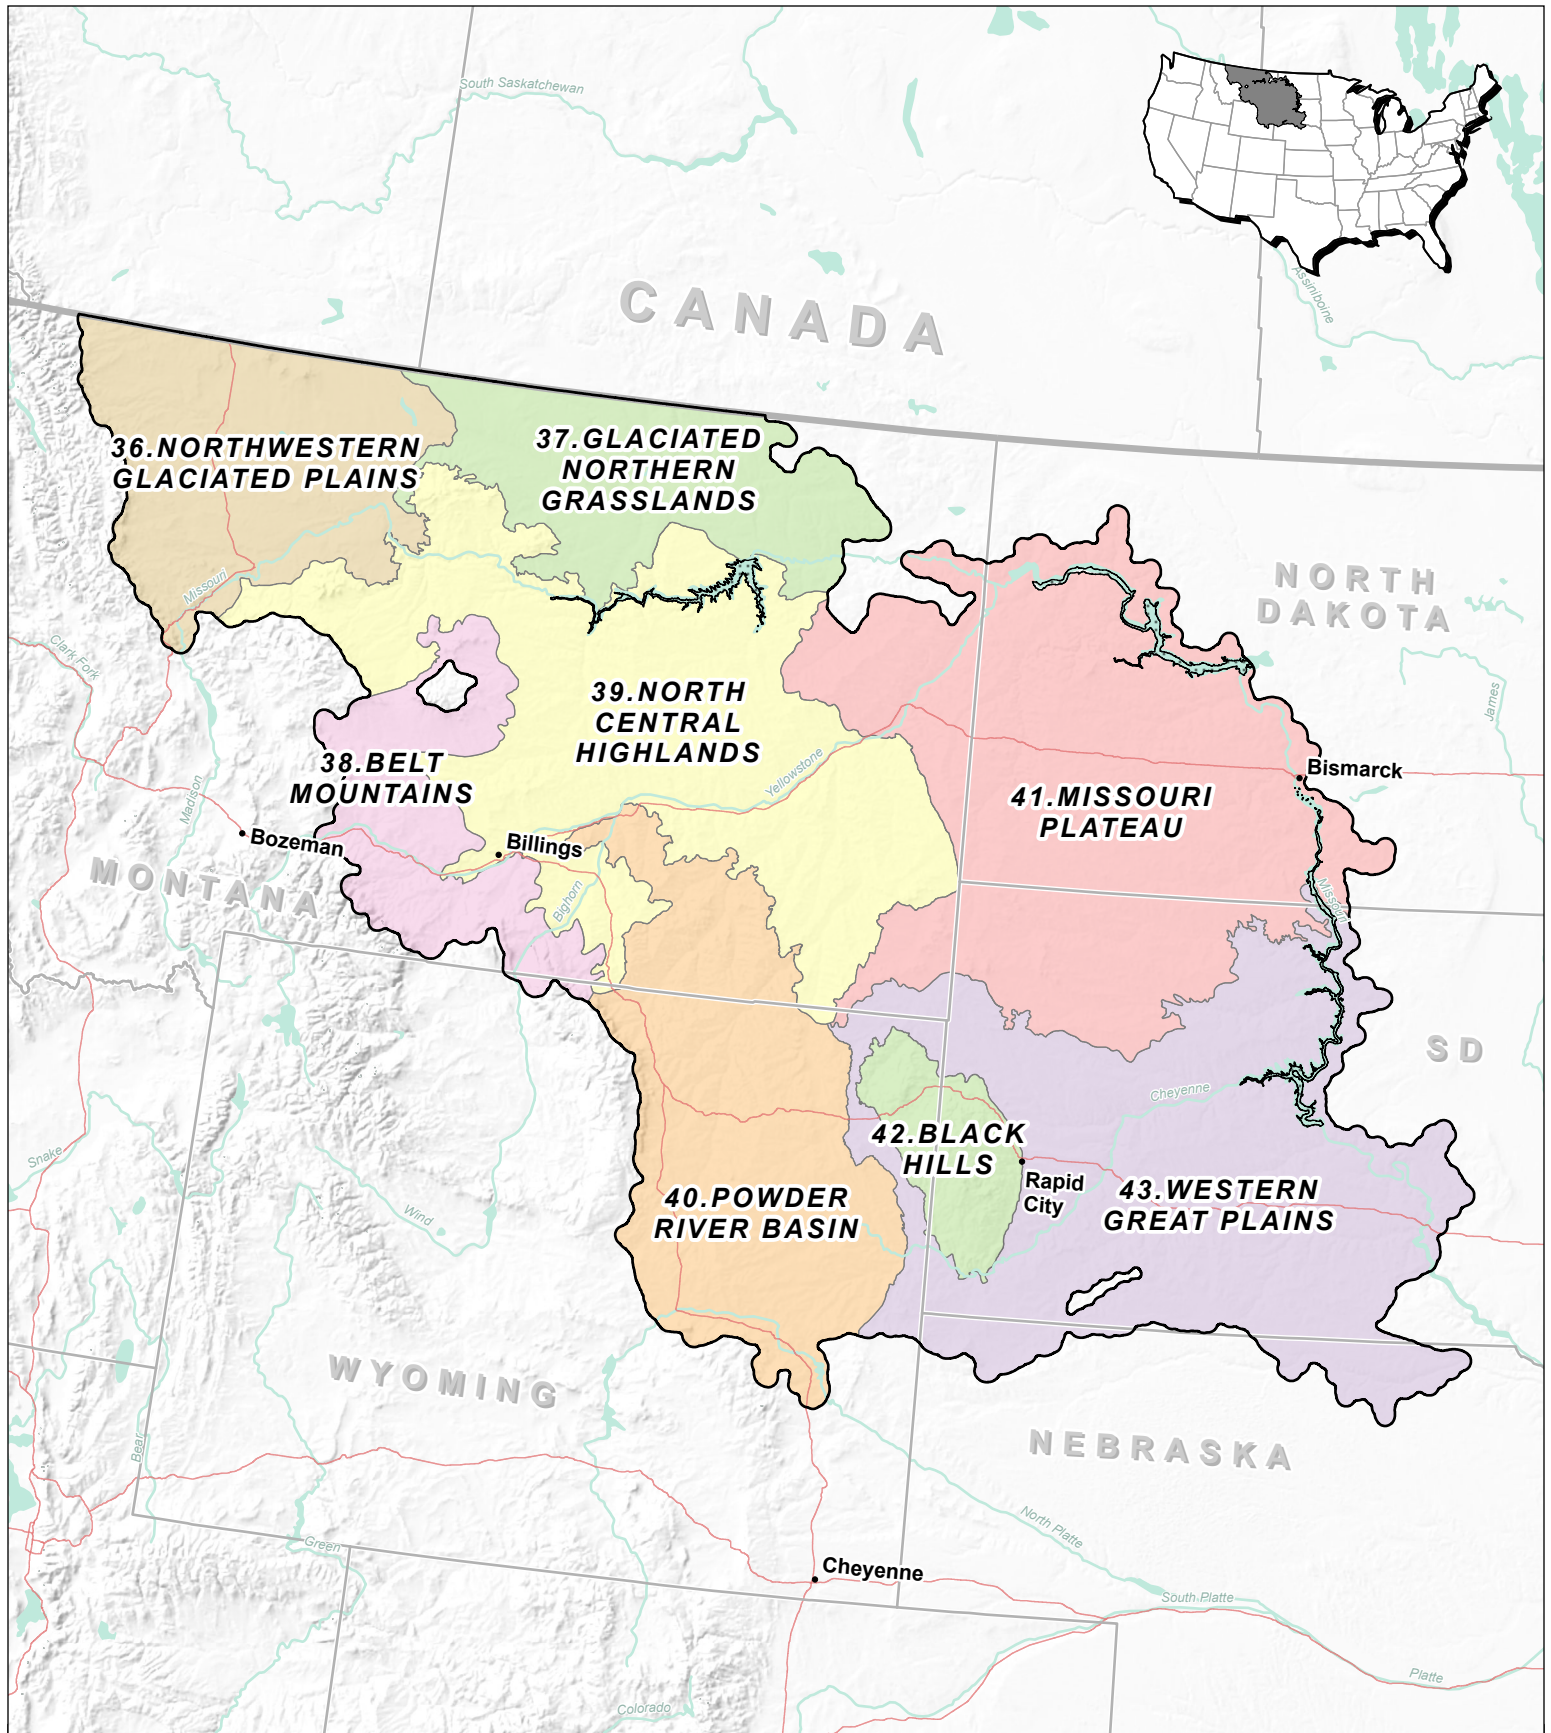 South Saskatchewan
Assiniboine
CANADA
36.NORTHWESTERN
GLACIATED PLAINS
37.GLACIATED
NORTHERN
GRASSLANDS
NORTH
DAKOTA
Missouri
Clark Fork
James
39.NORTH
CENTRAL
HIGHLANDS
38.BELT
MOUNTAINS
Madison
Yellowstone
Bismarck
41.MISSOURI
PLATEAU
Bozeman
Billings
MONTANA
Bighorn
Missouri
SD
Cheyenne
42.BLACK
HILLS
Snake
Rapid
City
40.POWDER
RIVER BASIN
43.WESTERN
GREAT PLAINS
Wind
WYOMING
Bear
NEBRASKA
North Platte
Green
Cheyenne
South Platte
Platte
Colorado